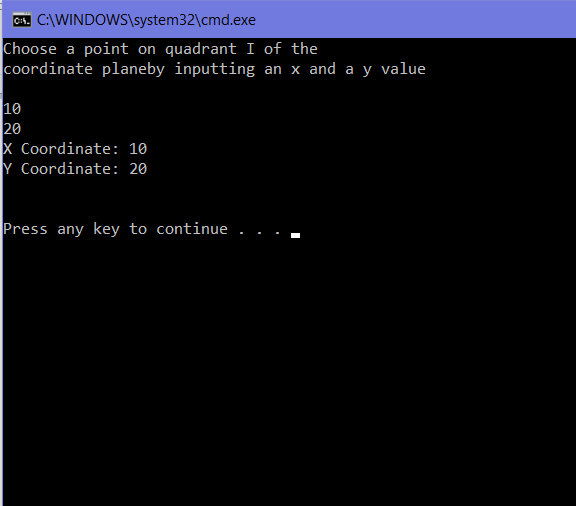 C:\WINDOWS\system32\cmd.exe
Choose a point on quadrant I of the
coordinate planeby inputting an x and a y value
10
20
X Coordinate: 10
Y Coordinate: 20
Press any key to continue . . .